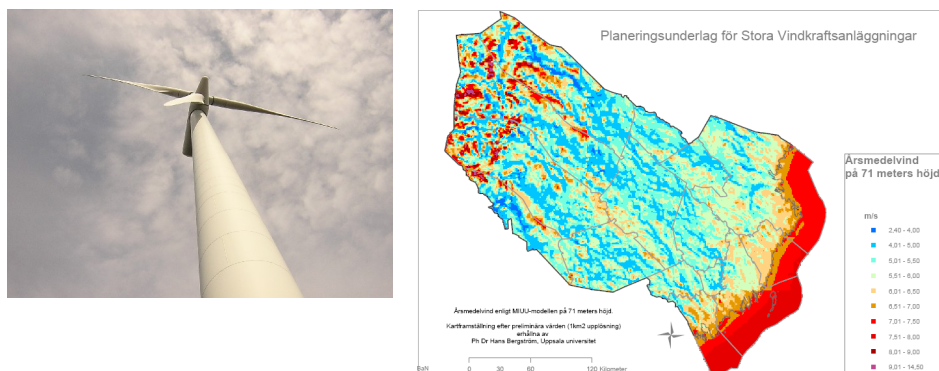 Planeringsunderlag för Stora Vindkraftsanläggningar
Årsmedelvind
på 71 meters höjd
m/s
2,40 - 4,00
4,01 - 5,00
5,01 - 5,50
5,51 - 6,00
6,01 - 6,50
6,51 - 7,00
7,01 - 7,50
7,51 - 8,00
8,01 - 9,00
9,01 - 14,50
Årsmedelvind enligt MIUU-modellen på 71 meters höjd.
Kartframställning efter preliminära värden (1km2 upplösning)
erhållna av
Ph Dr Hans Bergström, Uppsala universitet
BaN
0 30 60 120 Kilometer